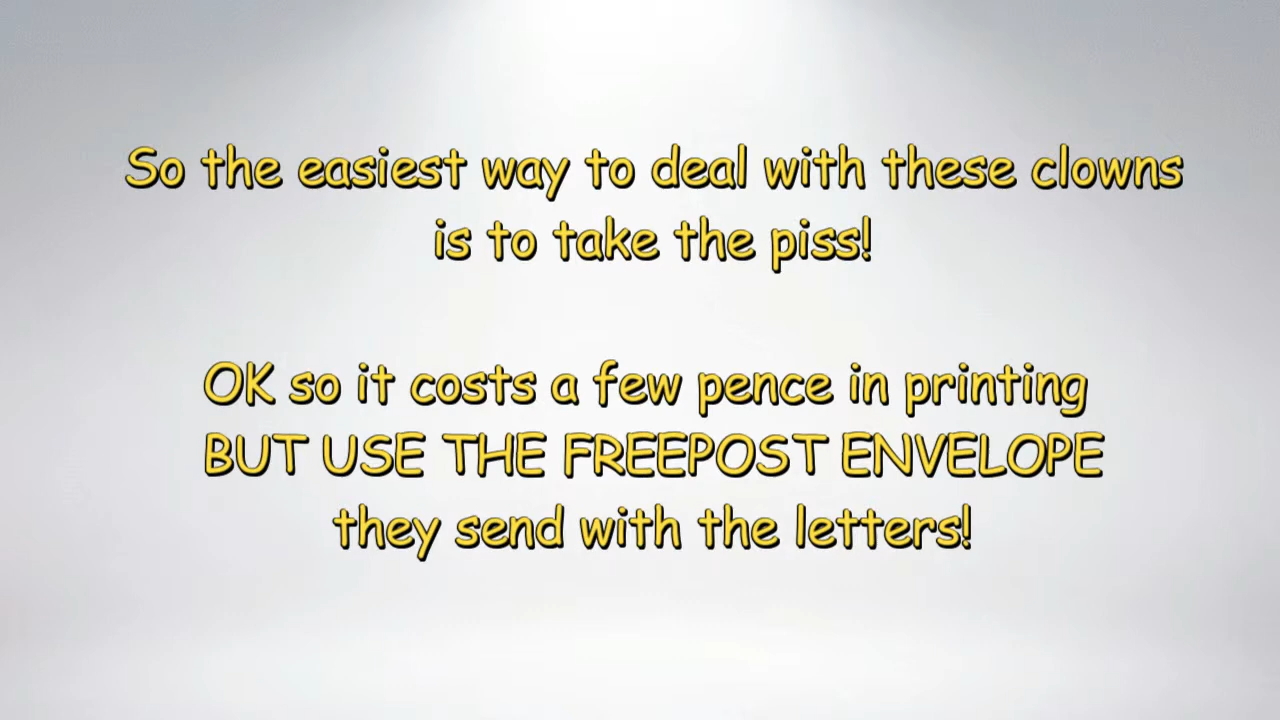 So the easiest way to deal with these clowns
is to take the piss!
OK so it costs a few pence in printing
BUT USE THE FREEPOST ENVELOPE
they send with the letters!